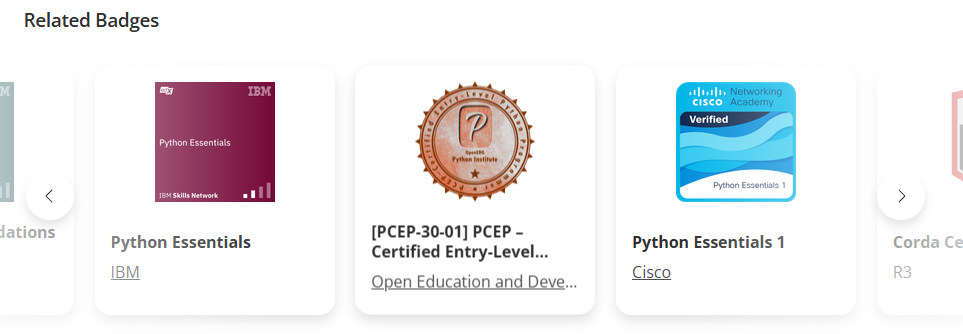 Related Badges
M
IBM
Python Essentials
IBM Skills Network
PCEP-Certified Entry-Level Python Programmer
P
OpenEDG
Python Institute
CISCO
Networking
Academy
Verified
Python Essentials 1
dations
Python Essentials
IBM
[PCEP-30-01] PCEP –
Certified Entry-Level...
Open Education and Deve...
Python Essentials 1
Cisco
Corda Ce
R3